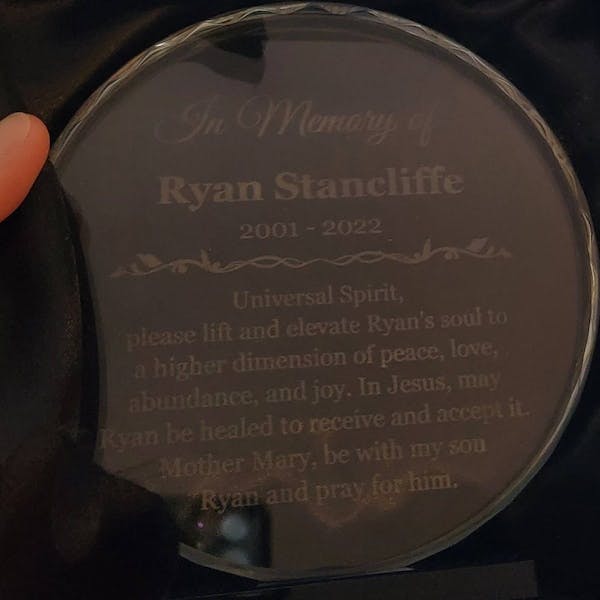 In Memory of
Ryan Stancliffe
2001 - 2022
Universal Spirit,
please lift and elevate Ryan's soul to
a higher dimension of peace, love,
abundance, and joy. In Jesus, may
Ryan be healed to receive and accept it.
Mother Mary, be with my son
Ryan and pray for him.